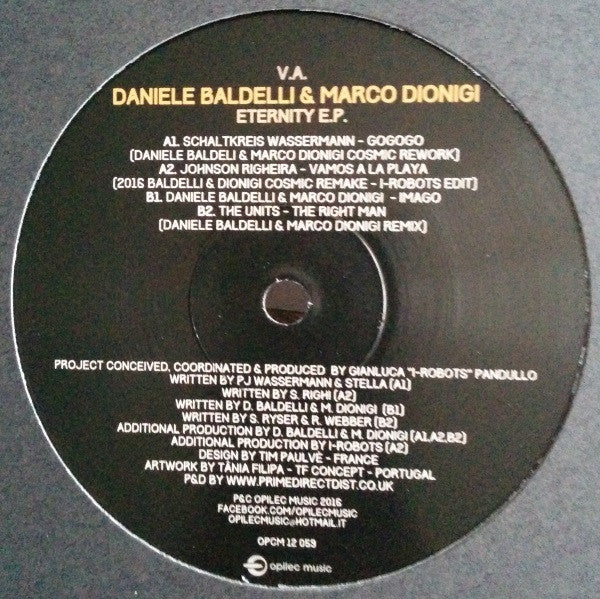 V.A.
DANIELE BALDELLI & MARCO DIONIGI
ETERNITY E.P.
A1. SCHALTKREIS WASSERMANN - GOGOGO
(DANIELE BALDELI & MARCO DIONIGI COSMIC REWORK)
A2. JOHNSON RIGHEIRA - VAMOS A LA PLAYA
(2016 BALDELLI & DIONIGI COSMIC REMAKE - I-ROBOTS EDIT)
B1. DANIELE BALDELLI & MARCO DIONIGI - IMAGO
B2. THE UNITS - THE RIGHT MAN
(DANIELE BALDELLI & MARCO DIONIGI REMIX)
PROJECT CONCEIVED, COORDINATED & PRODUCED BY GIANLUCA "I-ROBOTS" PANDULLO
WRITTEN BY PJ WASSERMANN & STELLA (A1)
WRITTEN BY S. RIGHI (A2)
WRITTEN BY D. BALDELLI & M. DIONIGI (B1)
WRITTEN BY S. RYSER & R. WEBBER (B2)
ADDITIONAL PRODUCTION BY D. BALDELLI & M. DIONIGI (A1,A2,B2)
ADDITIONAL PRODUCTION BY I-ROBOTS (A2)
DESIGN BY TIM PAULVÉ - FRANCE
ARTWORK BY TÂNIA FILIPA - TF CONCEPT - PORTUGAL
P&D BY WWW.PRIMEDIRECTDIST.CO.UK
P&C OPILEC MUSIC 2016
FACEBOOK.COM/OPILECMUSIC
OPILECMUSIC@HOTMAIL.IT
OPCM 12 059
opilec music